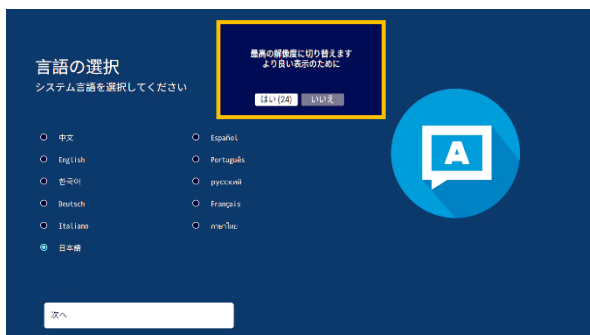 最高の解像度に切り替えます
より良い表示のために
はい (24) いいえ
言語の選択
システム言語を選択してください
中文
English
한국어
Deutsch
Italiano
日本語
Español
Português
русский
Français
ภาษาไทย
次へ
A